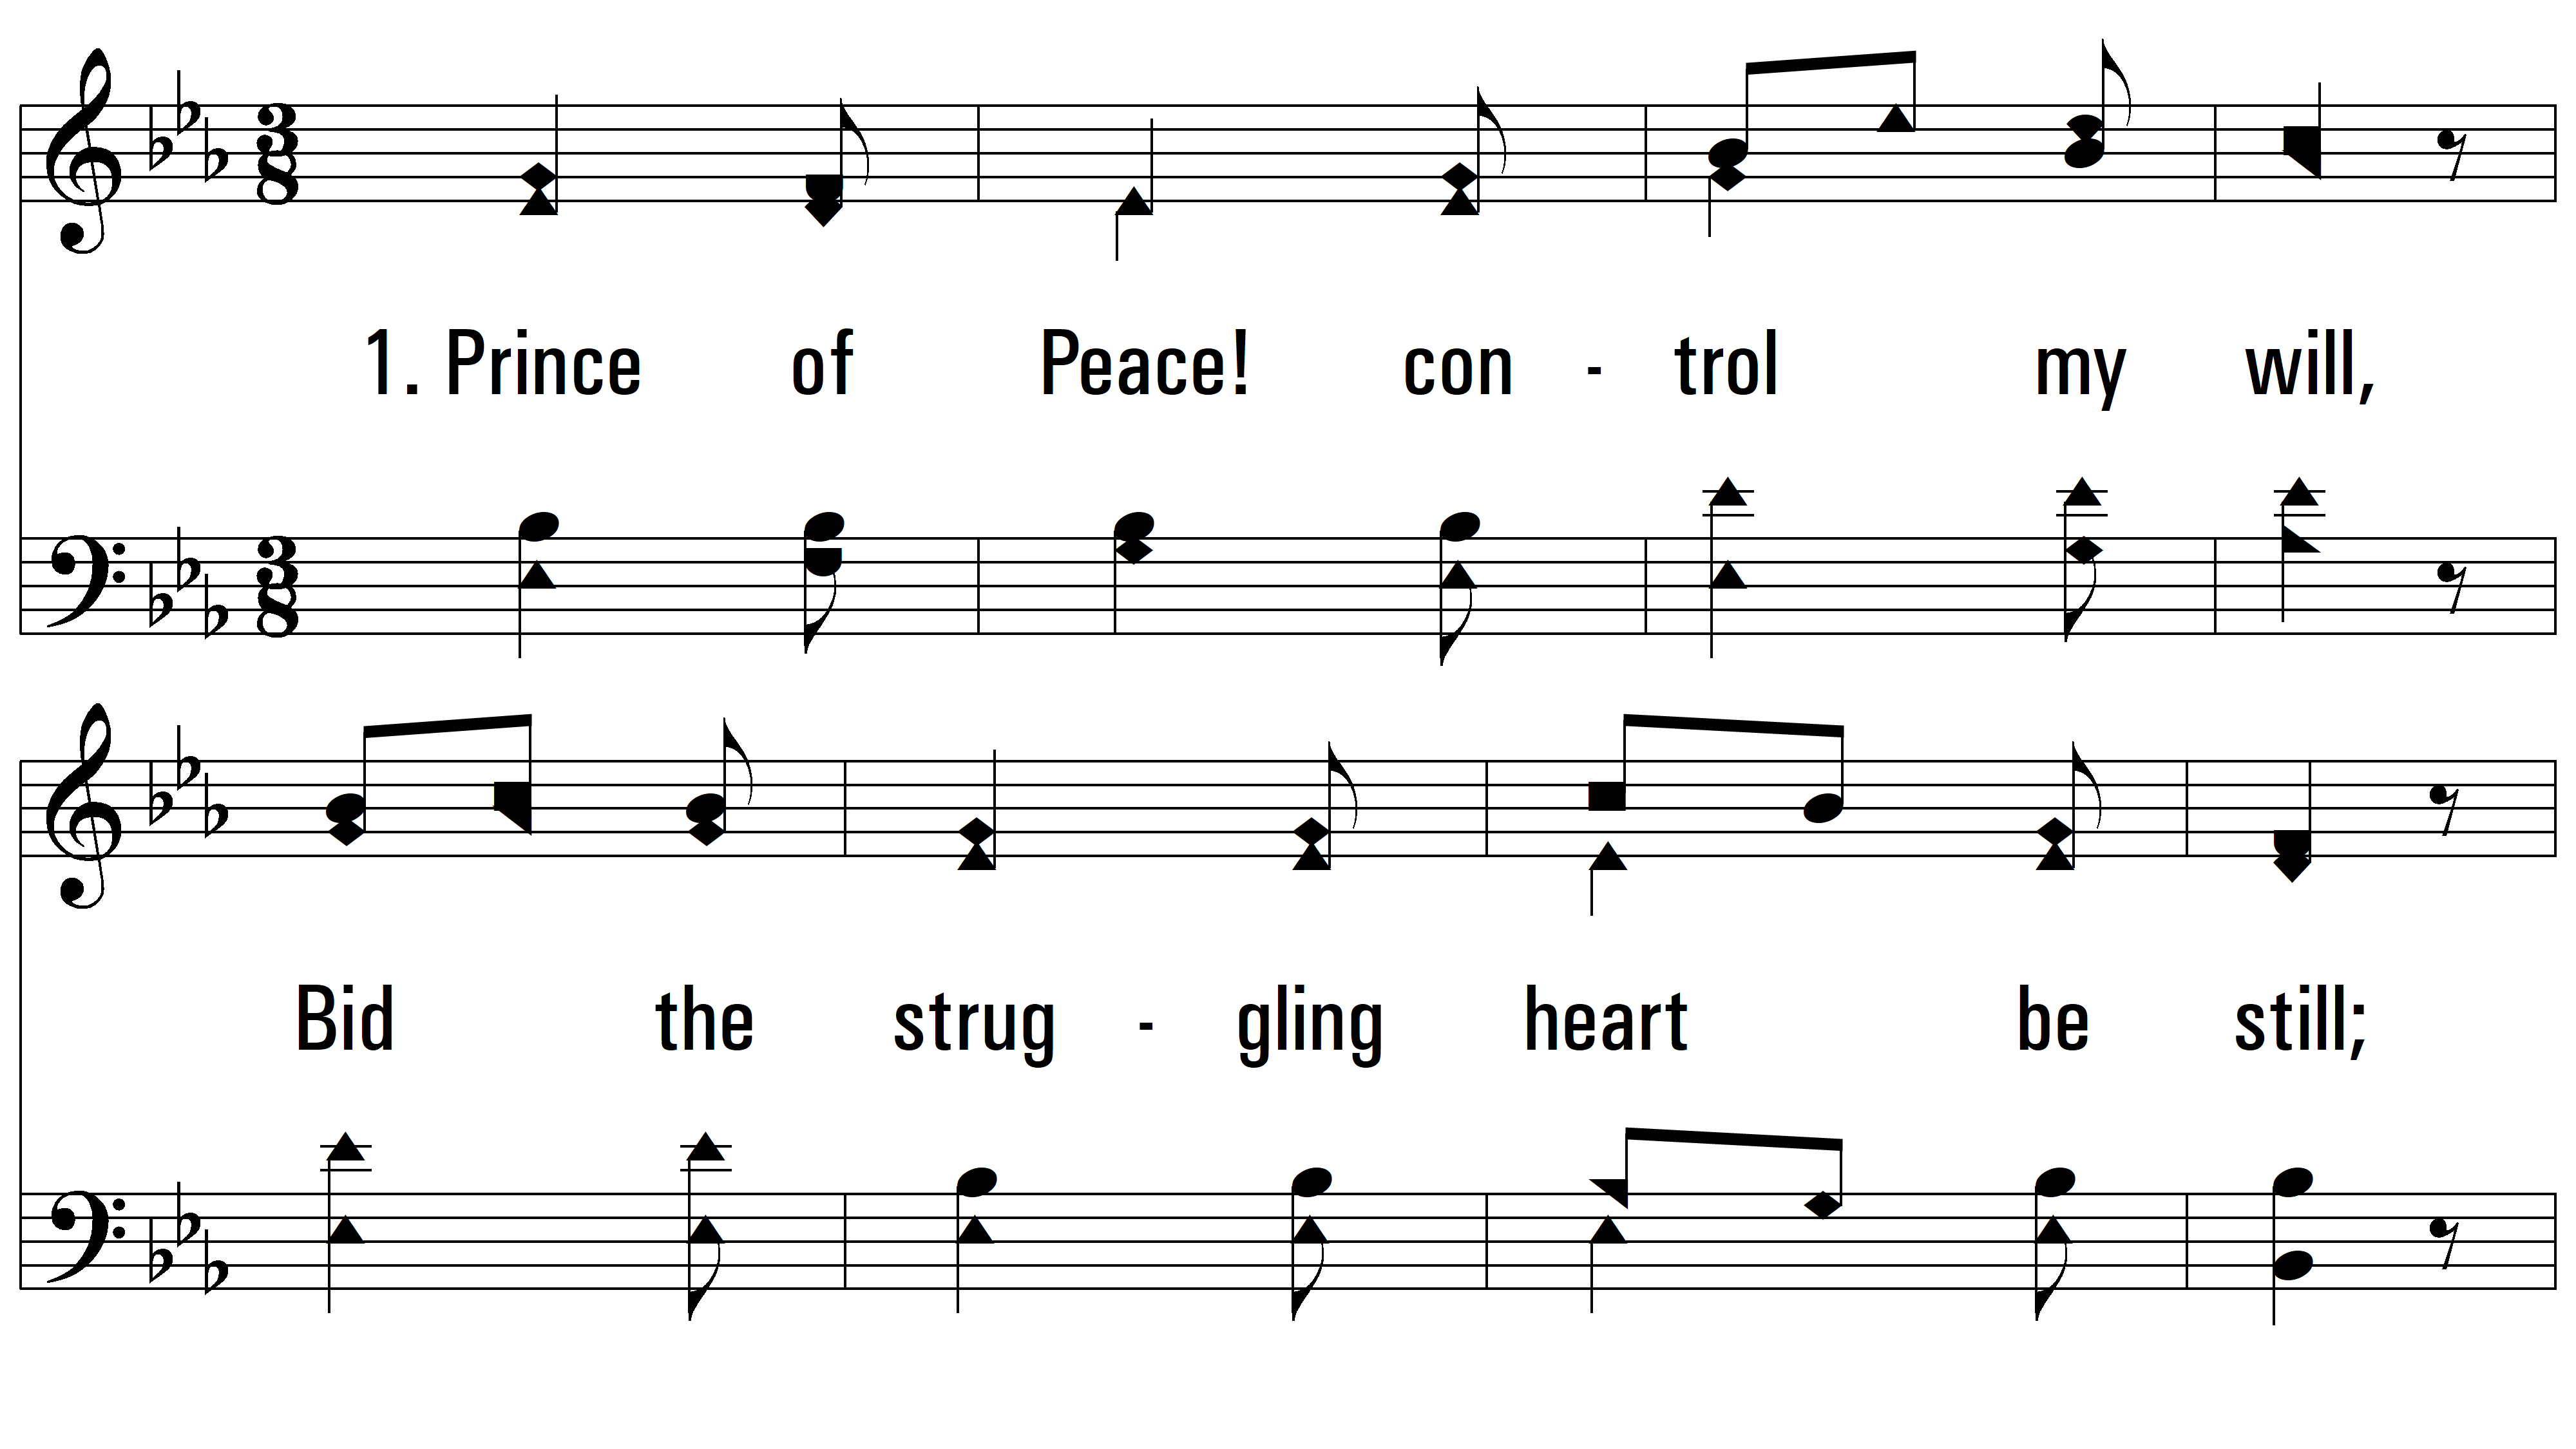 1. Prince of Peace! con - trol my will,
Bid the strug - gling heart be still;